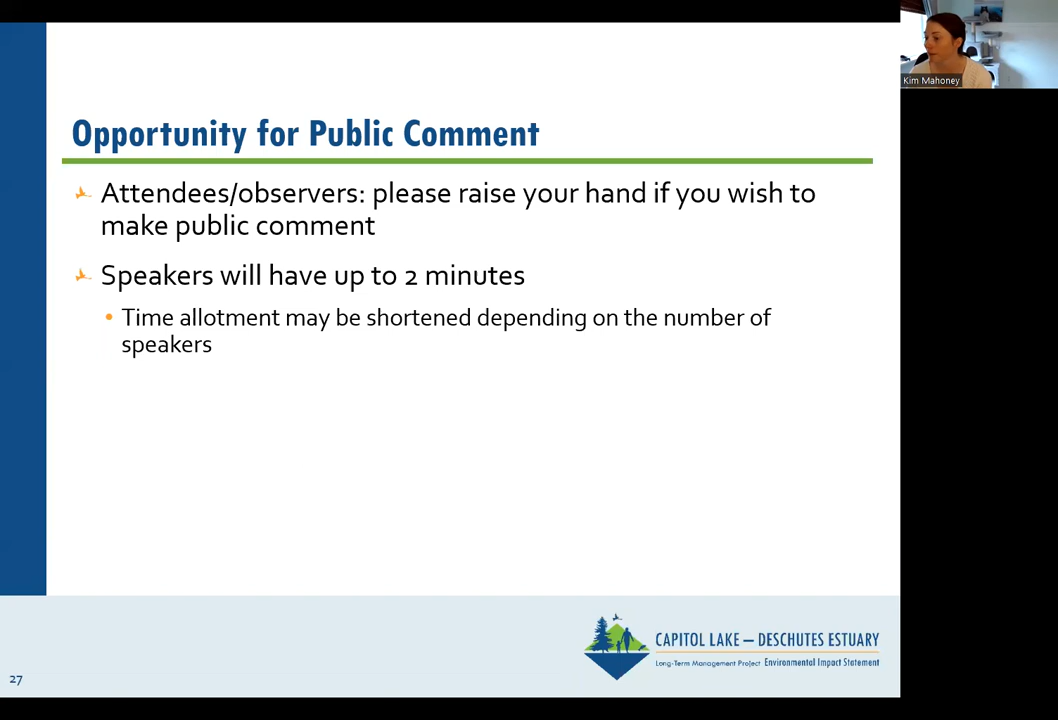 Kim Mahoney
Opportunity for Public Comment
Attendees/observers: please raise your hand if you wish to
make public comment
Speakers will have up to 2 minutes
Time allotment may be shortened depending on the number of
speakers
CAPITOL LAKE – DESCHUTES ESTUARY
Long-Term Management Project Environmental Impact Statement
27